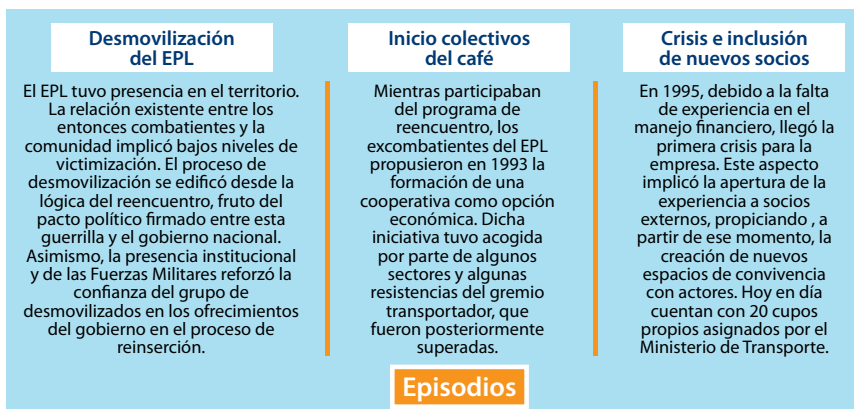 Desmovilización
del EPL
El EPL tuvo presencia en el territorio.
La relación existente entre los
entonces combatientes y la
comunidad implicó bajos niveles de
victimización. El proceso de
desmovilización se edificó desde la
lógica del reencuentro, fruto del
pacto político firmado entre esta
guerrilla y el gobierno nacional.
Asimismo, la presencia institucional
y de las Fuerzas Militares reforzó la
confianza del grupo de
desmovilizados en los ofrecimientos
del gobierno en el proceso de
reinserción.
Inicio colectivos
del café
Mientras participaban
del programa de
reencuentro, los
excombatientes del EPL
propusieron en 1993 la
formación de una
cooperativa como opción
económica. Dicha
iniciativa tuvo acogida
por parte de algunos
sectores y algunas
resistencias del gremio
transportador, que
fueron posteriormente
superadas.
Crisis e inclusión
de nuevos socios
En 1995, debido a la falta
de experiencia en el
manejo financiero, llegó la
primera crisis para la
empresa. Este aspecto
implicó la apertura de la
experiencia a socios
externos, propiciando , a
partir de ese momento, la
creación de nuevos
espacios de convivencia
con actores. Hoy en día
cuentan con 20 cupos
propios asignados por el
Ministerio de Transporte.
Episodios